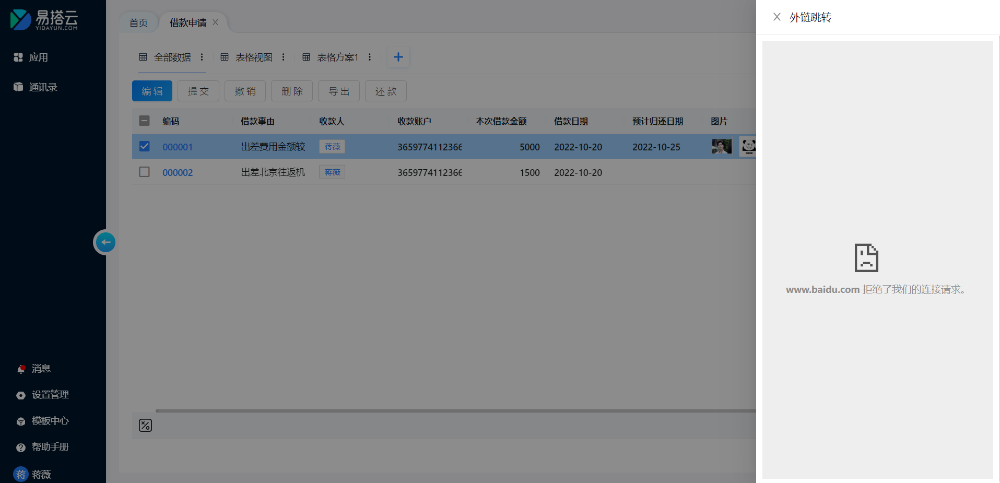 易搭云
YIDAYUN.COM
应用
通讯录
消息
设置管理
模板中心
帮助手册
蒋 蒋薇
首页 借款申请
全部数据 表格视图 表格方案1
编辑 提交 撤销 删除 导出 还款
编码 借款事由 收款人 收款账户 本次借款金额 借款日期 预计归还日期 图片
000001 出差费用金额较 蒋薇 3659774112366 5000 2022-10-20 2022-10-25
000002 出差北京往返机 蒋薇 3659774112366 1500 2022-10-20
外链跳转
www.baidu.com 拒绝了我们的连接请求。